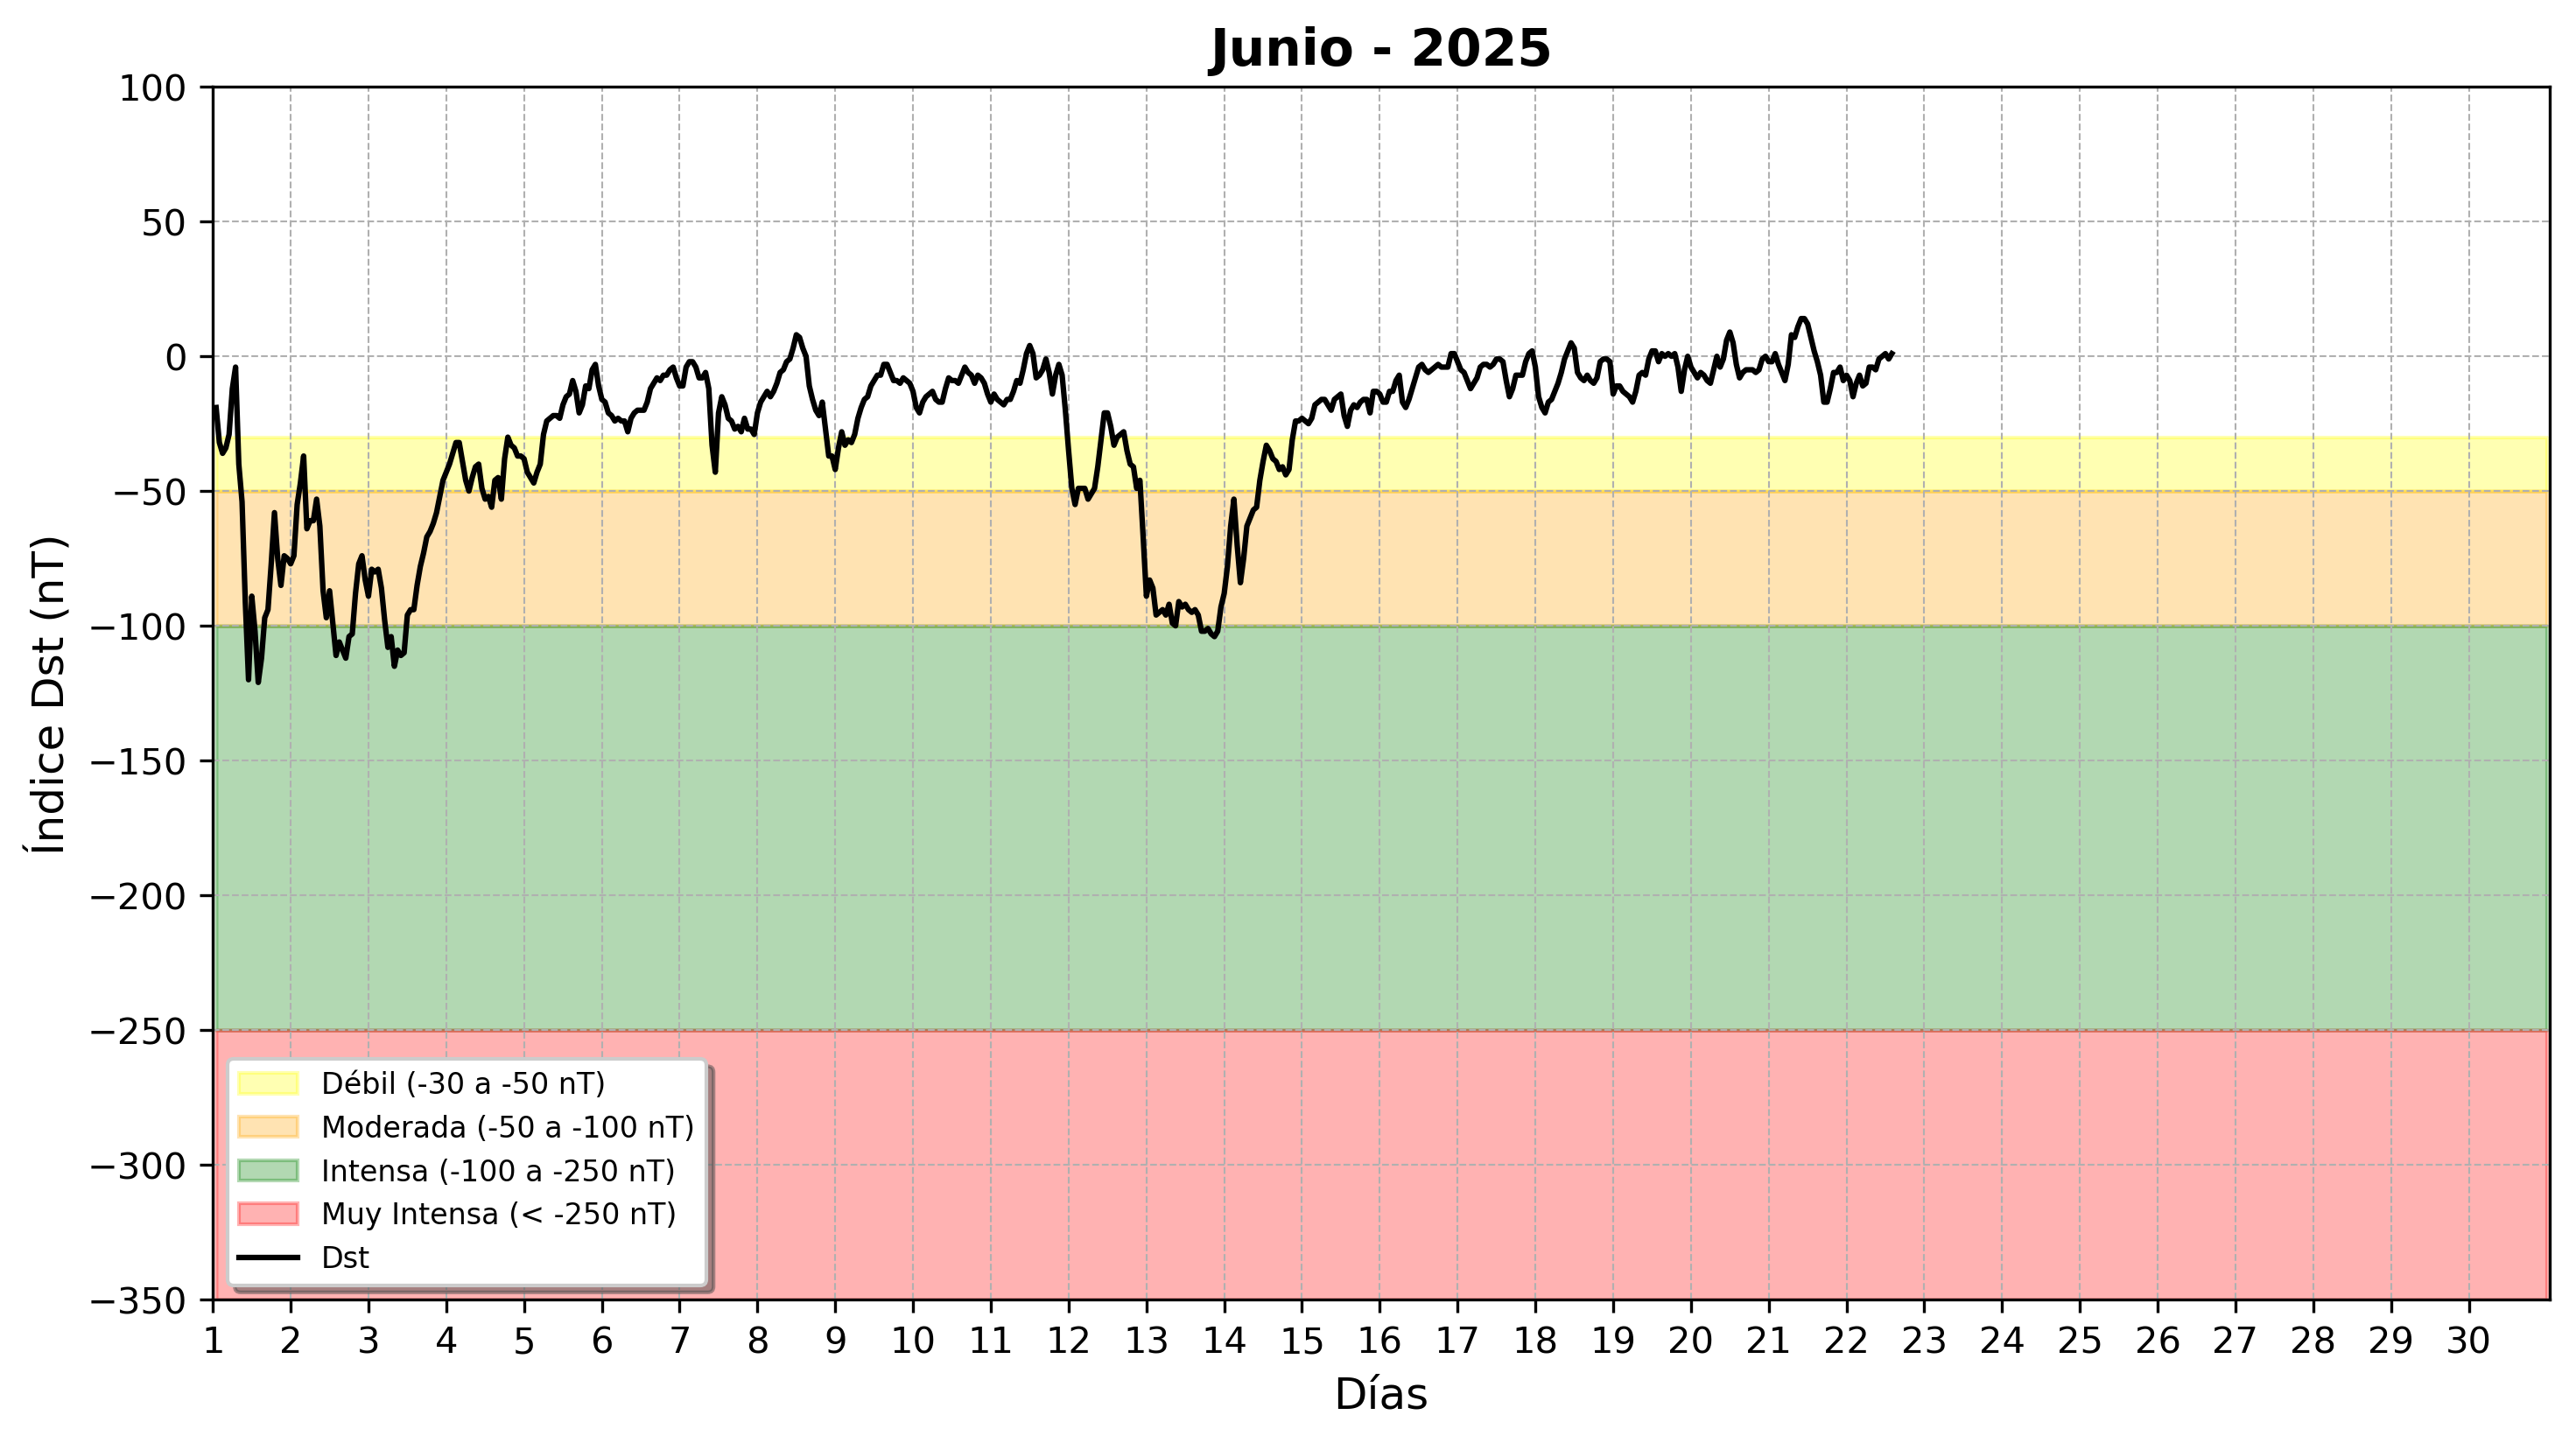 Junio - 2025
100
50
0
−50
−100
−150
−200
−250
−300
−350
Índice Dst (nT)
Débil (-30 a -50 nT)
Moderada (-50 a -100 nT)
Intensa (-100 a -250 nT)
Muy Intensa (< -250 nT)
Dst
1 2 3 4 5 6 7 8 9 10 11 12 13 14 15 16 17 18 19 20 21 22 23 24 25 26 27 28 29 30
Días